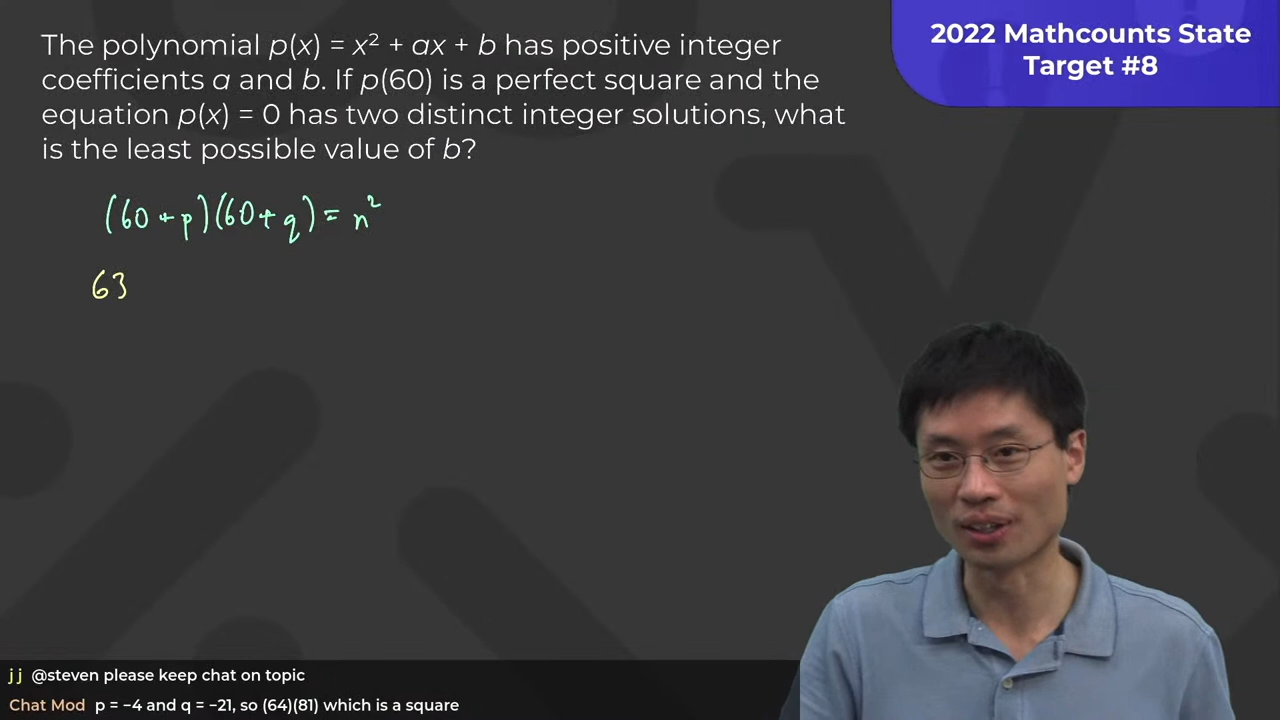 The polynomial p(x) = x² + ax + b has positive integer
coefficients a and b. If p(60) is a perfect square and the
equation p(x) = 0 has two distinct integer solutions, what
is the least possible value of b?
2022 Mathcounts State
Target #8
(60+p)(60+q) = n²
63
jj @steven please keep chat on topic
Chat Mod p = −4 and q = −21, so (64)(81) which is a square